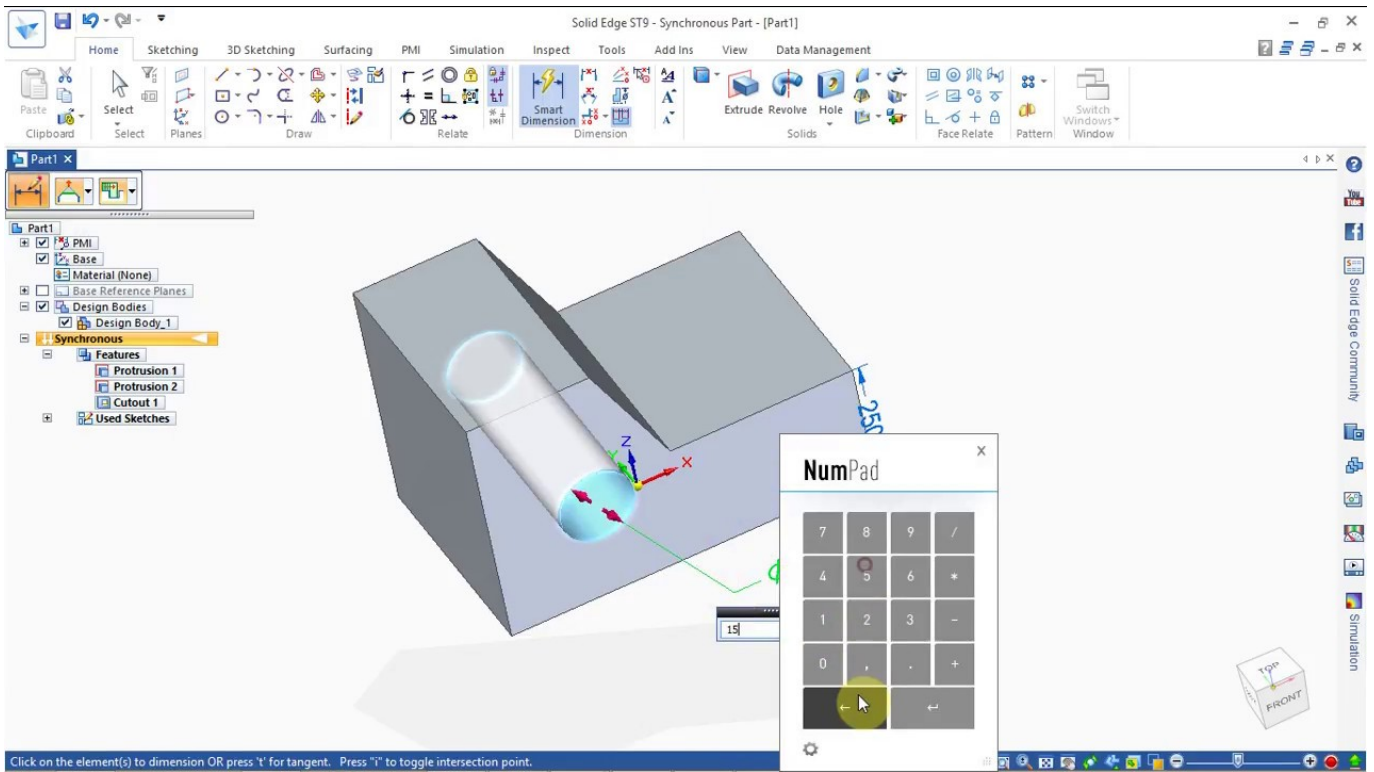 Solid Edge ST9 - Synchronous Part - [Part1]
Home Sketching 3D Sketching Surfacing PMI Simulation Inspect Tools Add Ins View Data Management
Paste
Select
Smart Dimension
Extrude Revolve Hole
Switch Windows
Clipboard Select Planes Draw Relate Dimension Solids Face Relate Pattern Window
Part1
Part1
PMI
Base
Material (None)
Base Reference Planes
Design Bodies
Design Body_1
Synchronous
Features
Protrusion 1
Protrusion 2
Cutout 1
Used Sketches
You Tube
Solid Edge Community
Simulation
Z
Y
X
250
NumPad
7 8 9 /
4 5 6 *
1 2 3 -
0 , . +
15
TOP
FRONT
Click on the element(s) to dimension OR press 't' for tangent. Press "i" to toggle intersection point.